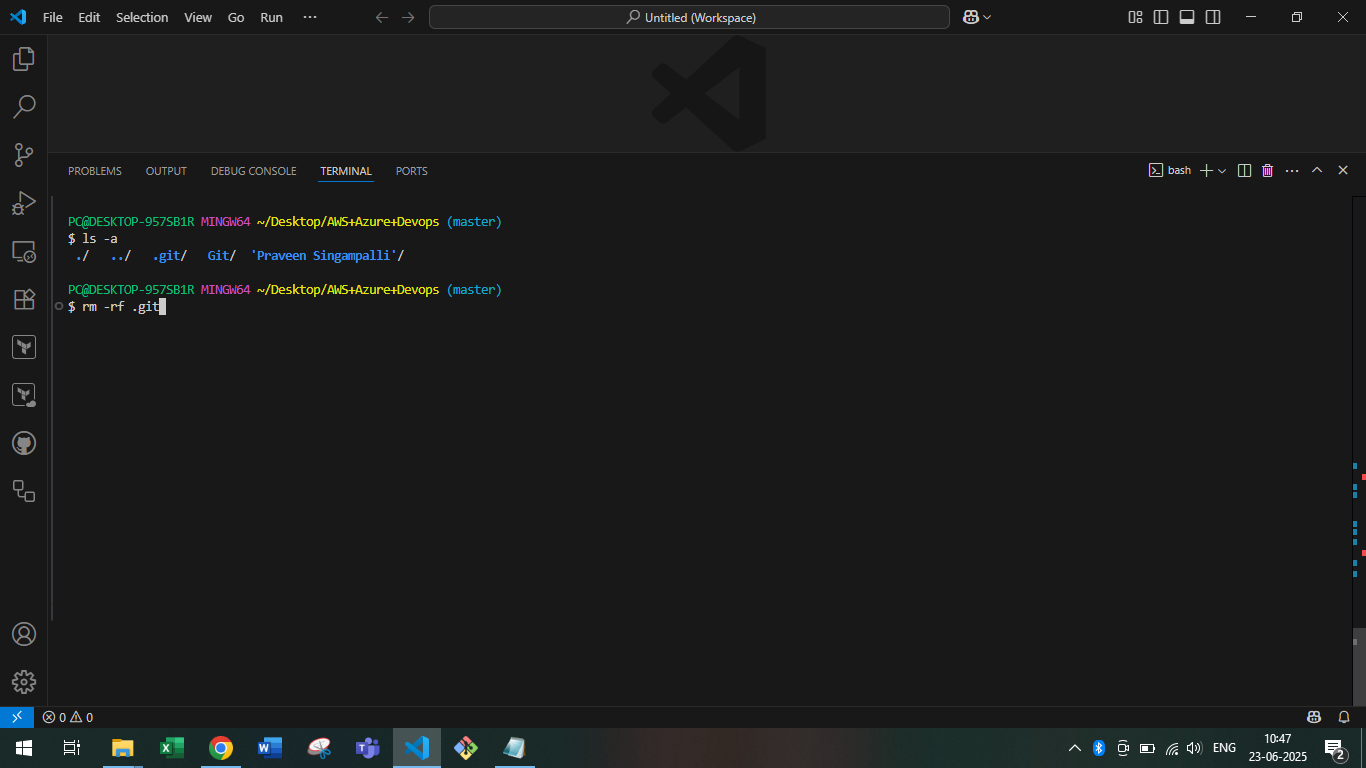 File Edit Selection View Go Run ···
Untitled (Workspace)
PROBLEMS OUTPUT DEBUG CONSOLE TERMINAL PORTS
bash
PC@DESKTOP-957SB1R MINGW64 ~/Desktop/AWS+Azure+Devops (master)
$ ls -a
./ ../ .git/ Git/ 'Praveen Singampalli'/
PC@DESKTOP-957SB1R MINGW64 ~/Desktop/AWS+Azure+Devops (master)
$ rm -rf .git
0 0
ENG
10:47
23-06-2025
2